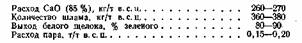 Расход CaO (85 %), кг/т в. с. ц. . . . . . 260—270
Количество шлама, кг/т в. с. ц. . . . . . 360—380
Выход белого щелока, % зеленого . . . . 80—90
Расход пара, т/т в. с. ц. . . . . . . . 0,15—0,20